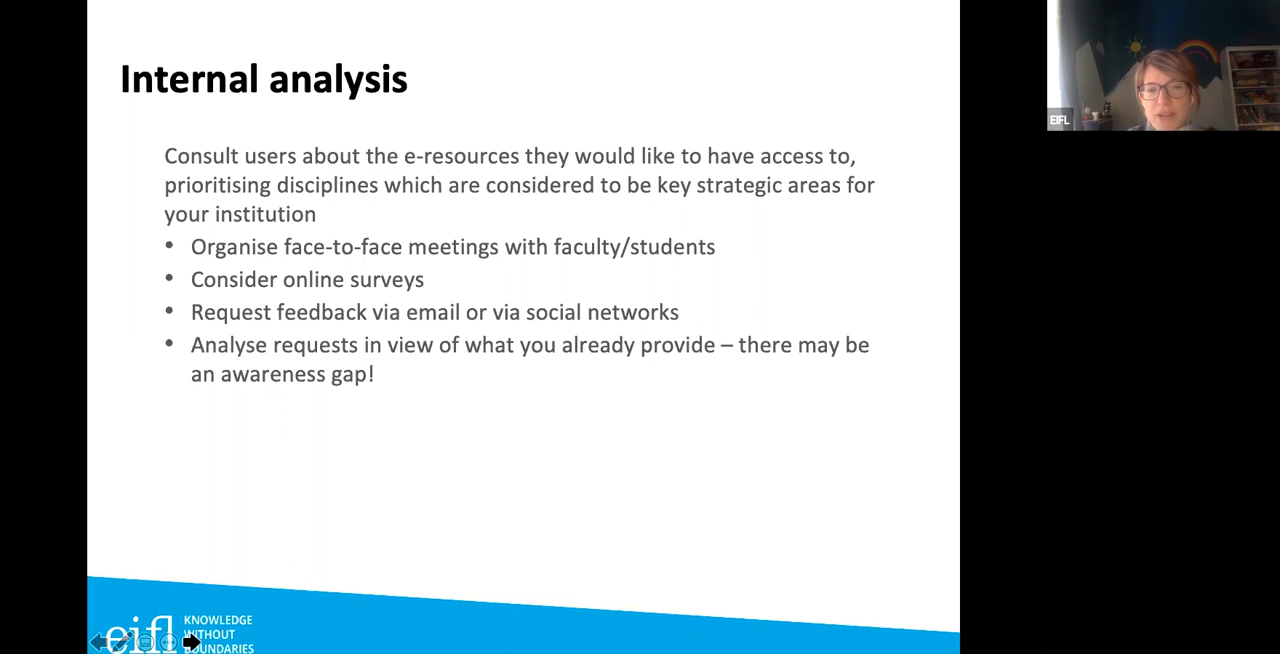 Internal analysis
Consult users about the e-resources they would like to have access to,
prioritising disciplines which are considered to be key strategic areas for
your institution
• Organise face-to-face meetings with faculty/students
• Consider online surveys
• Request feedback via email or via social networks
• Analyse requests in view of what you already provide – there may be
an awareness gap!
EIFL
eifl
KNOWLEDGE
WITHOUT
BOUNDARIES